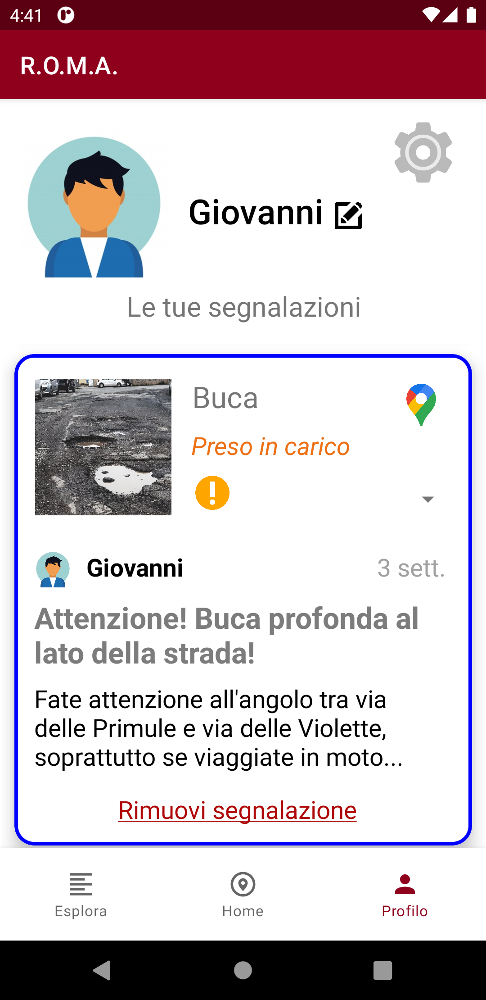 4:41
R.O.M.A.
Giovanni
Le tue segnalazioni
Buca
Preso in carico
Giovanni
3 sett.
Attenzione! Buca profonda al
lato della strada!
Fate attenzione all'angolo tra via
delle Primule e via delle Violette,
soprattutto se viaggiate in moto...
Rimuovi segnalazione
Esplora
Home
Profilo